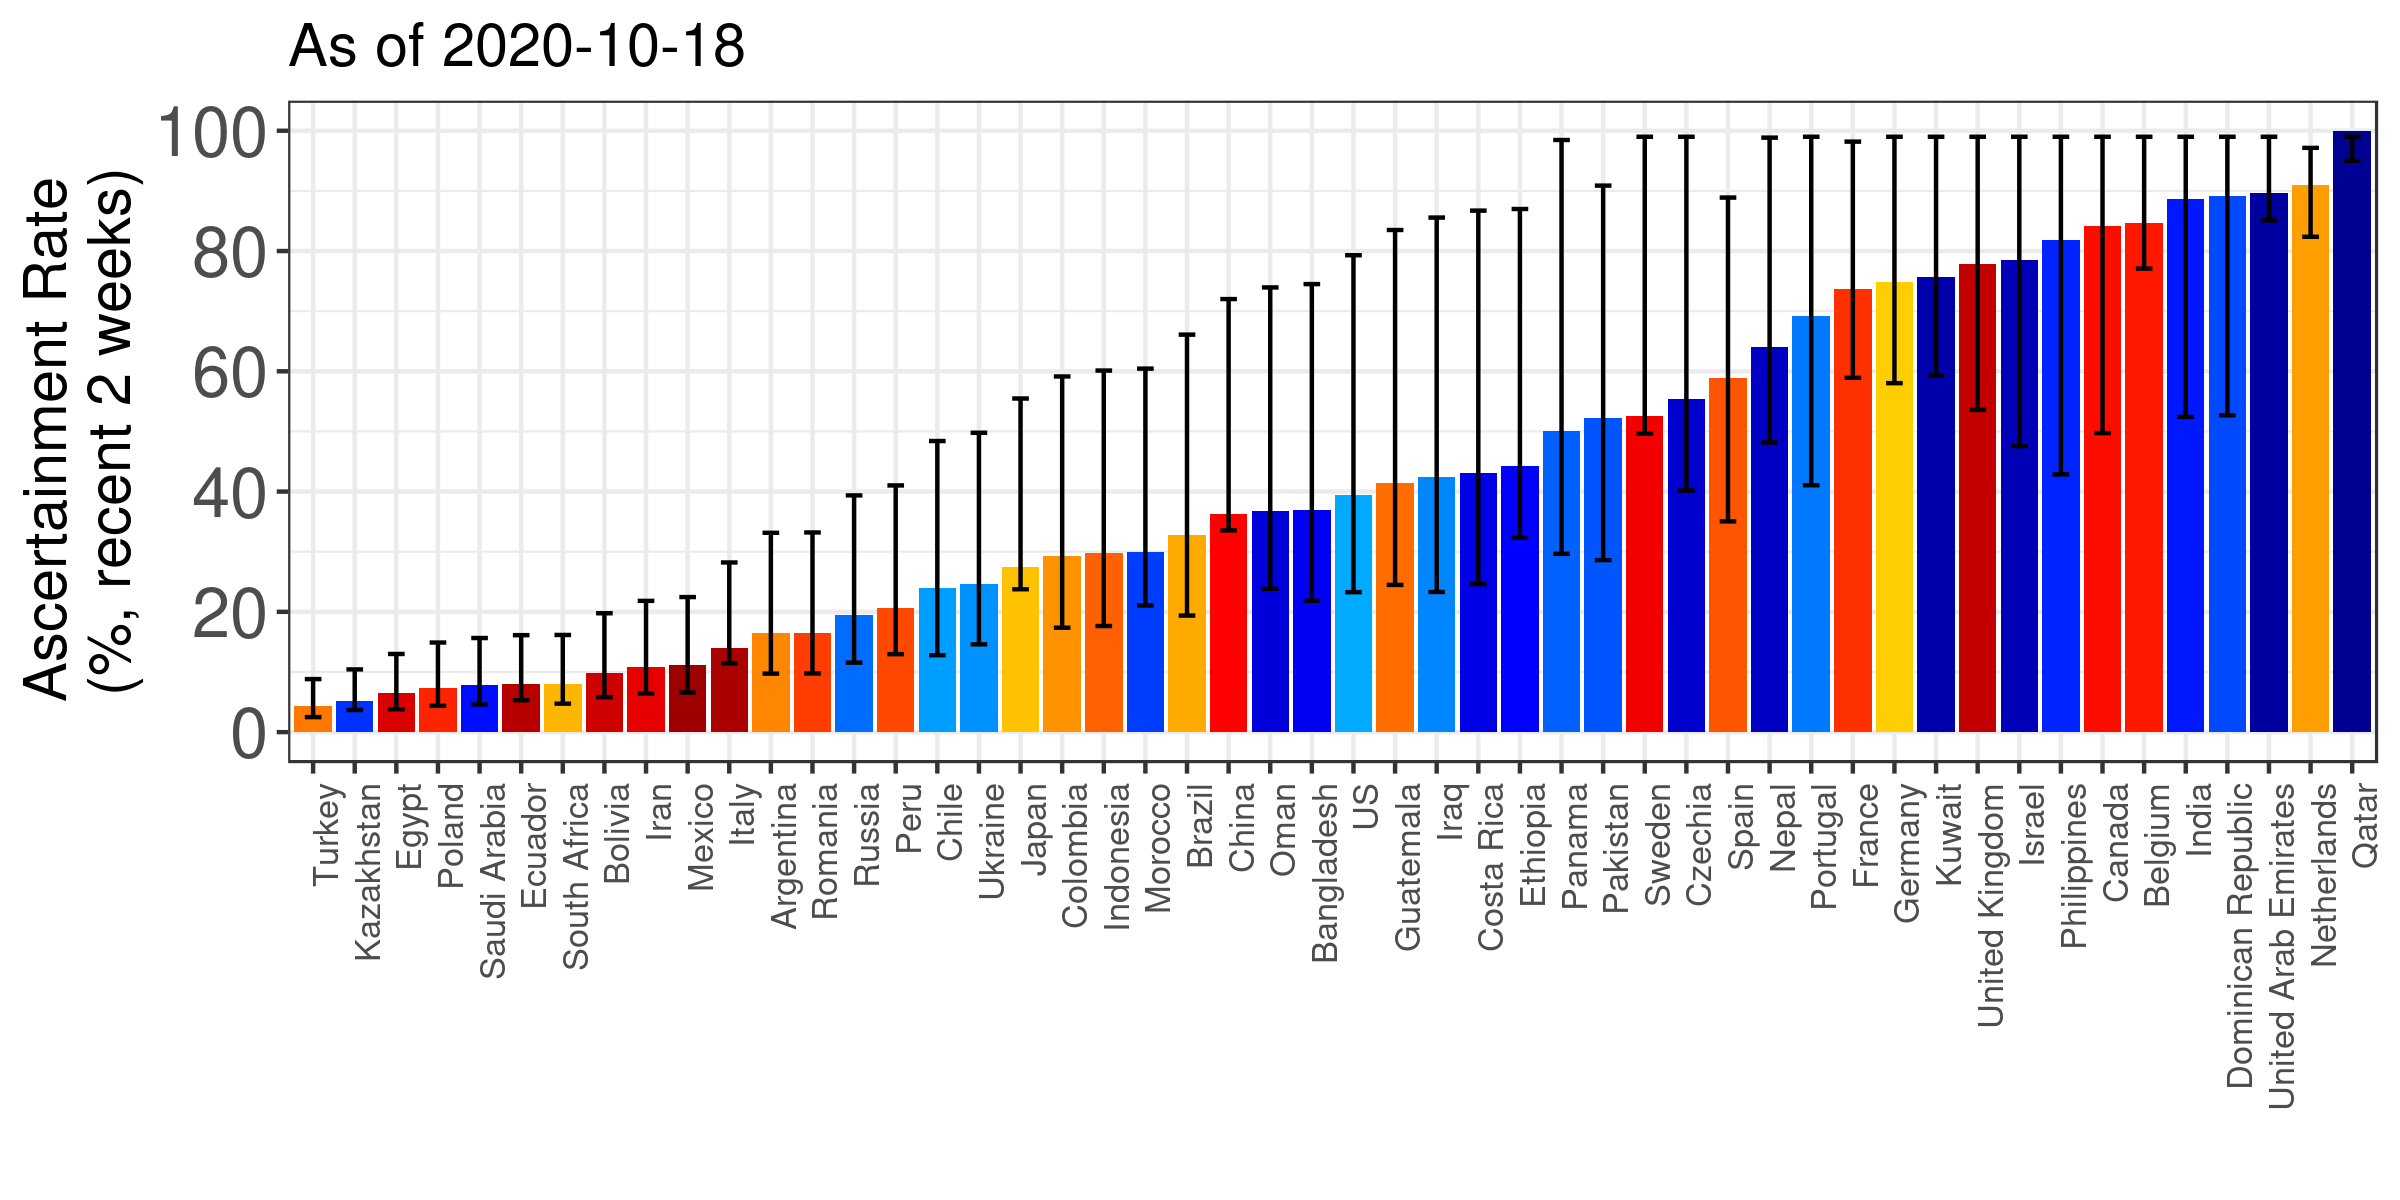 As of 2020-10-18
Ascertainment Rate
(%, recent 2 weeks)
100
80
60
40
20
0
Turkey
Kazakhstan
Egypt
Poland
Saudi Arabia
Ecuador
South Africa
Bolivia
Iran
Mexico
Italy
Argentina
Romania
Russia
Peru
Chile
Ukraine
Japan
Colombia
Indonesia
Morocco
Brazil
China
Oman
Bangladesh
US
Guatemala
Iraq
Costa Rica
Ethiopia
Panama
Pakistan
Sweden
Czechia
Spain
Nepal
Portugal
France
Germany
Kuwait
United Kingdom
Israel
Philippines
Canada
Belgium
India
Dominican Republic
United Arab Emirates
Netherlands
Qatar